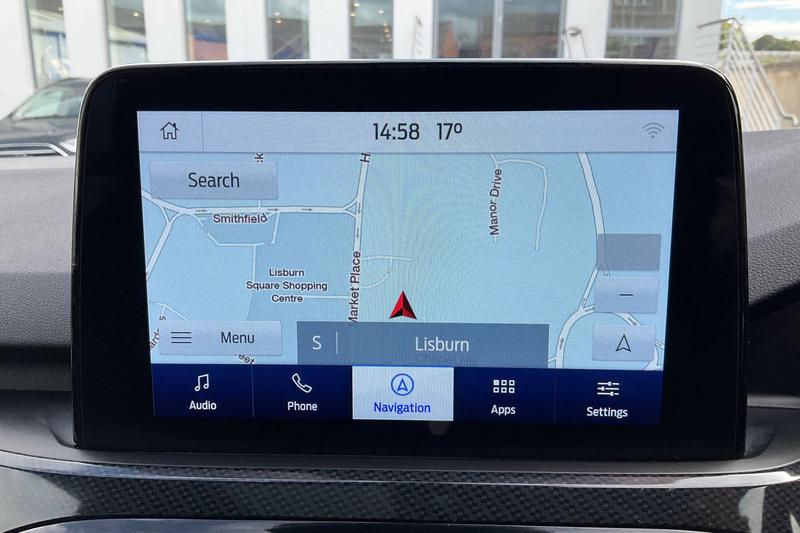 14:58 17º
Search
Smithfield
Manor Drive
Lisburn
Square Shopping
Centre
Market Place
Menu
S
Lisburn
Audio
Phone
Navigation
Apps
Settings